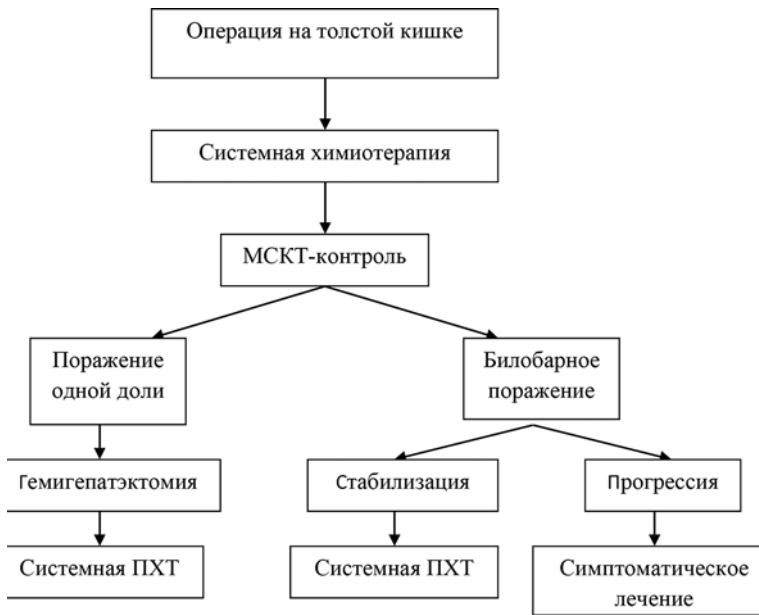 Операция на толстой кишке
Системная химиотерапия
МСКТ-контроль
Поражение
одной доли
Билобарное
поражение
Гемигепатэктомия
Стабилизация
Прогрессия
Системная ПХТ
Системная ПХТ
Симптоматическое
лечение